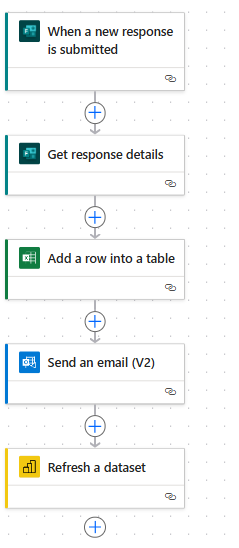 When a new response
is submitted
Get response details
Add a row into a table
Send an email (V2)
Refresh a dataset